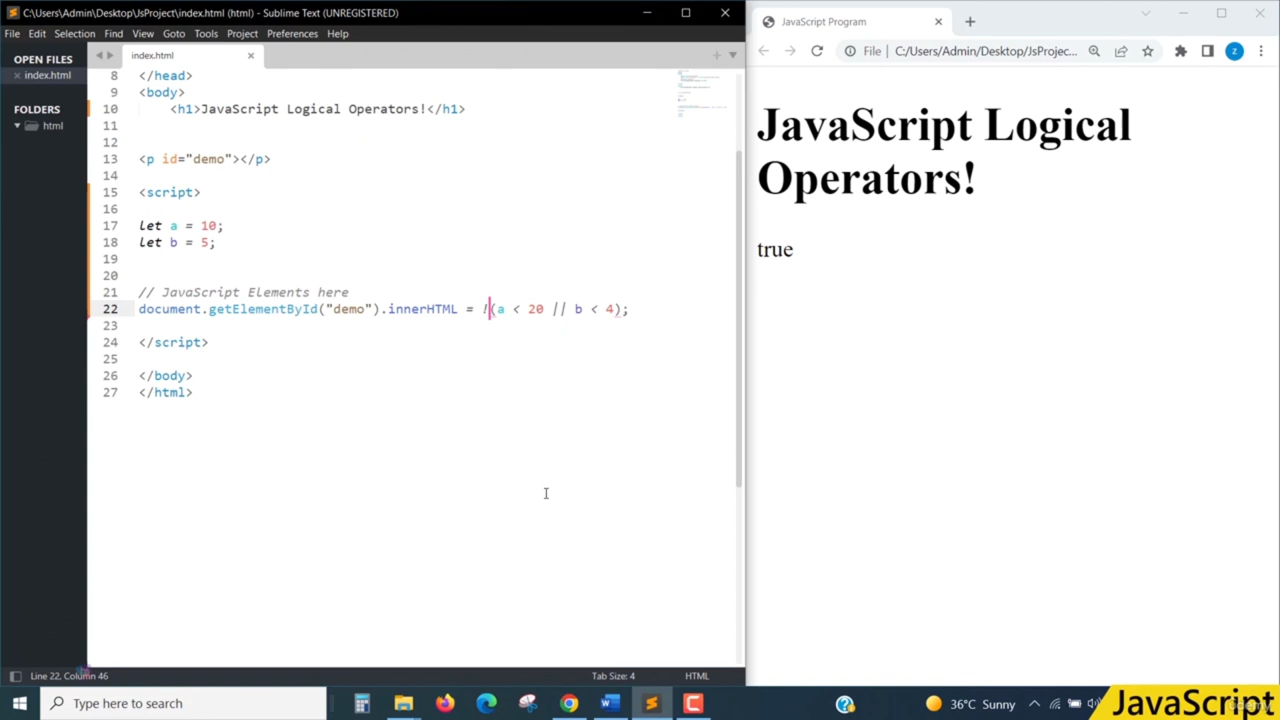 C:\Users\Admin\Desktop\JsProject\index.html (html) - Sublime Text (UNREGISTERED)
File Edit Selection Find View Goto Tools Project Preferences Help
OPEN FILES
index.html
FOLDERS
html
index.html
8 </head>
9 <body>
10 <h1>JavaScript Logical Operators!</h1>
11
12
13 <p id="demo"></p>
14
15 <script>
16
17 let a = 10;
18 let b = 5;
19
20
21 // JavaScript Elements here
22 document.getElementById("demo").innerHTML = !(a < 20 || b < 4);
23
24 </script>
25
26 </body>
27 </html>
Line 22, Column 46
Tab Size: 4
HTML
JavaScript Program
File
C:/Users/Admin/Desktop/JsProjec...
Z
JavaScript Logical
Operators!
true
Type here to search
36°C Sunny
JavaScript